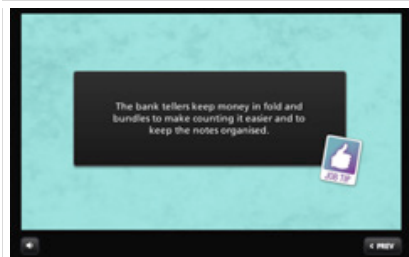 The bank tellers keep money in fold and
bundles to make counting it easier and to
keep the notes organised.
JOB TIP
< PREV